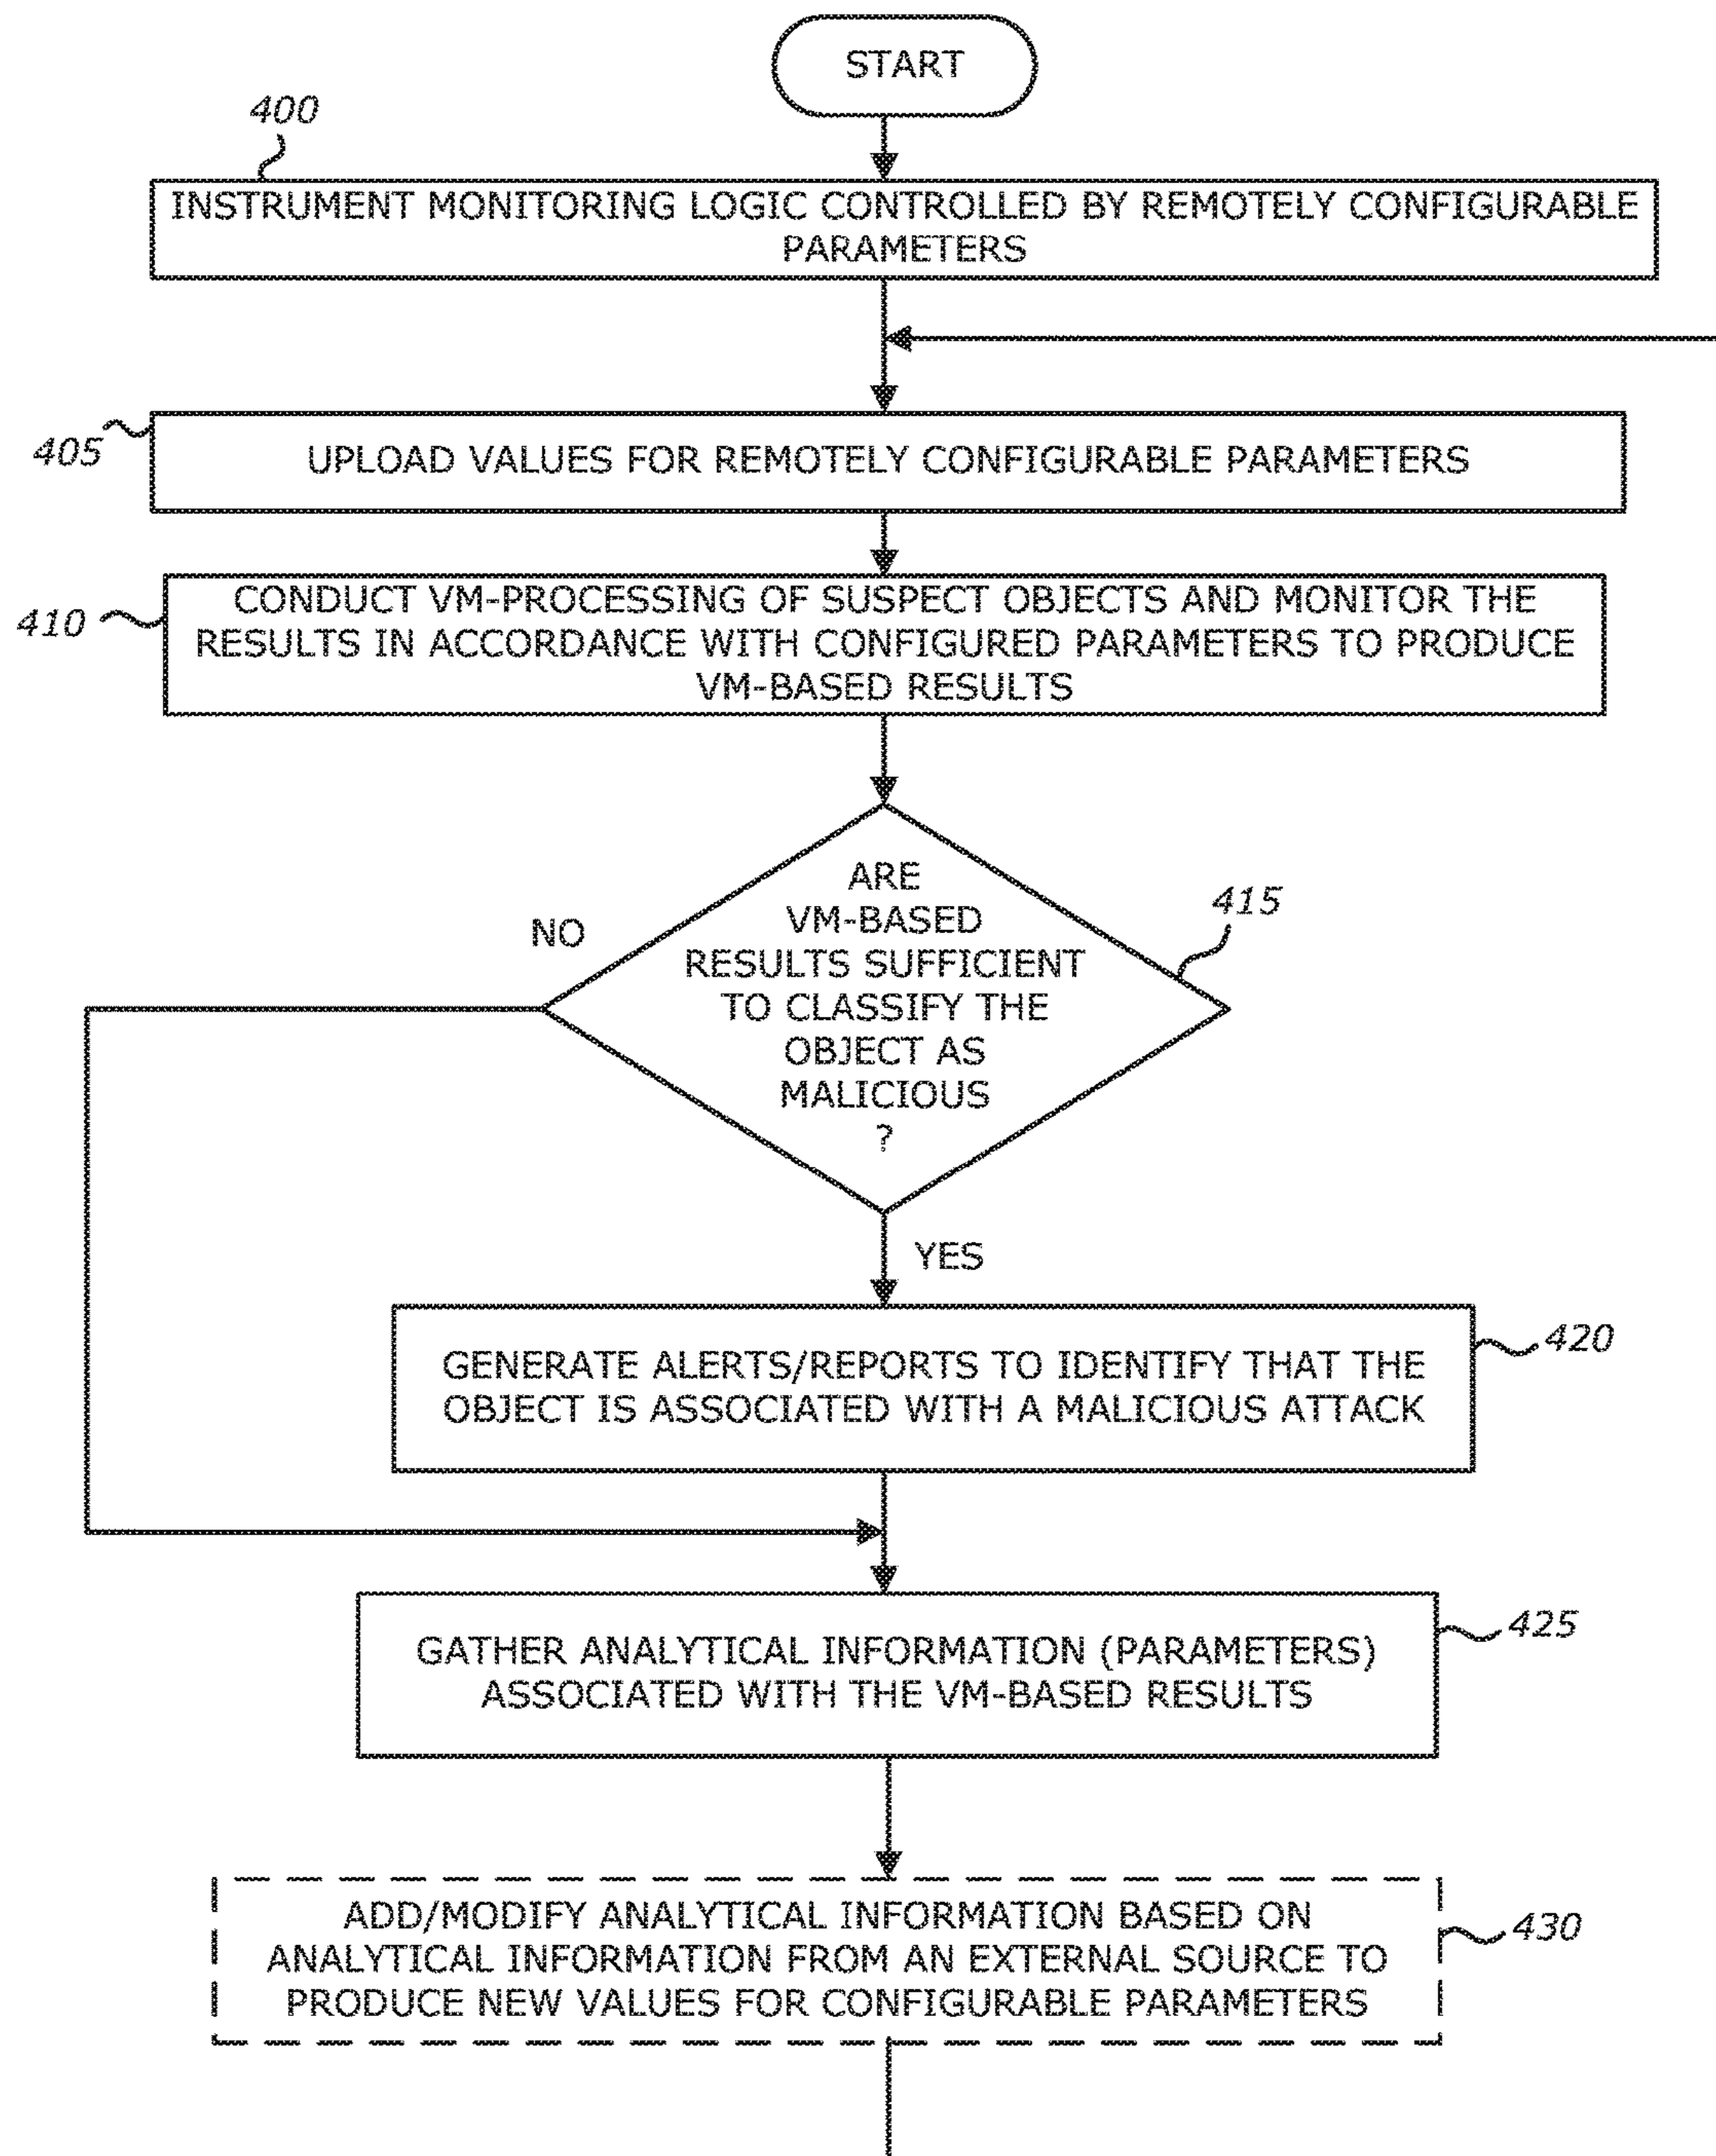 START
400
INSTRUMENT MONITORING LOGIC CONTROLLED BY REMOTELY CONFIGURABLE
PARAMETERS
405
UPLOAD VALUES FOR REMOTELY CONFIGURABLE PARAMETERS
410
CONDUCT VM-PROCESSING OF SUSPECT OBJECTS AND MONITOR THE
RESULTS IN ACCORDANCE WITH CONFIGURED PARAMETERS TO PRODUCE
VM-BASED RESULTS
ARE
VM-BASED
RESULTS SUFFICIENT
TO CLASSIFY THE
OBJECT AS
MALICIOUS
?
415
NO
YES
GENERATE ALERTS/REPORTS TO IDENTIFY THAT THE
OBJECT IS ASSOCIATED WITH A MALICIOUS ATTACK
420
GATHER ANALYTICAL INFORMATION (PARAMETERS)
ASSOCIATED WITH THE VM-BASED RESULTS
425
ADD/MODIFY ANALYTICAL INFORMATION BASED ON
ANALYTICAL INFORMATION FROM AN EXTERNAL SOURCE TO
PRODUCE NEW VALUES FOR CONFIGURABLE PARAMETERS
430